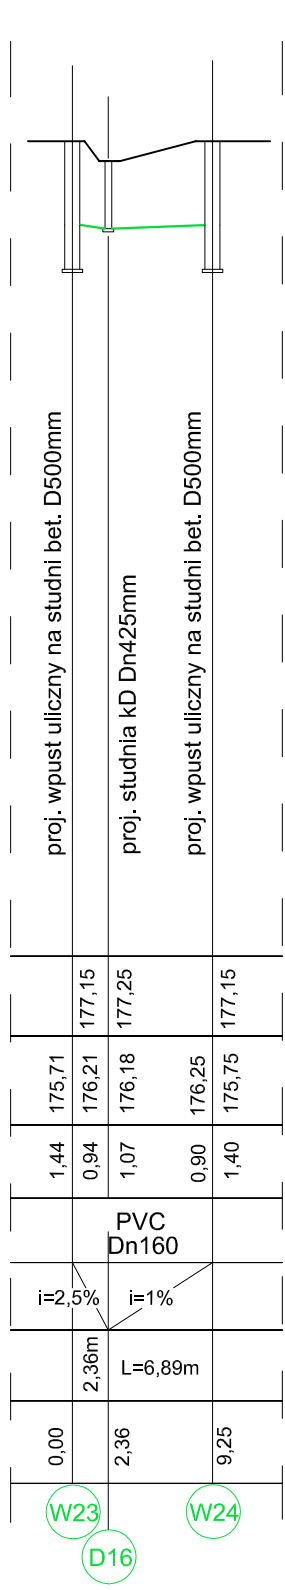 proj. wpust uliczny na studni bet. D500mm
proj. studnia kD Dn425mm
proj. wpust uliczny na studni bet. D500mm
177,15
177,25
177,15
175,71
176,21
176,18
176,25
175,75
1,44
0,94
1,07
0,90
1,40
PVC
Dn160
i=2,5%
i=1%
2,36m
L=6,89m
0,00
2,36
9,25
W23
W24
D16